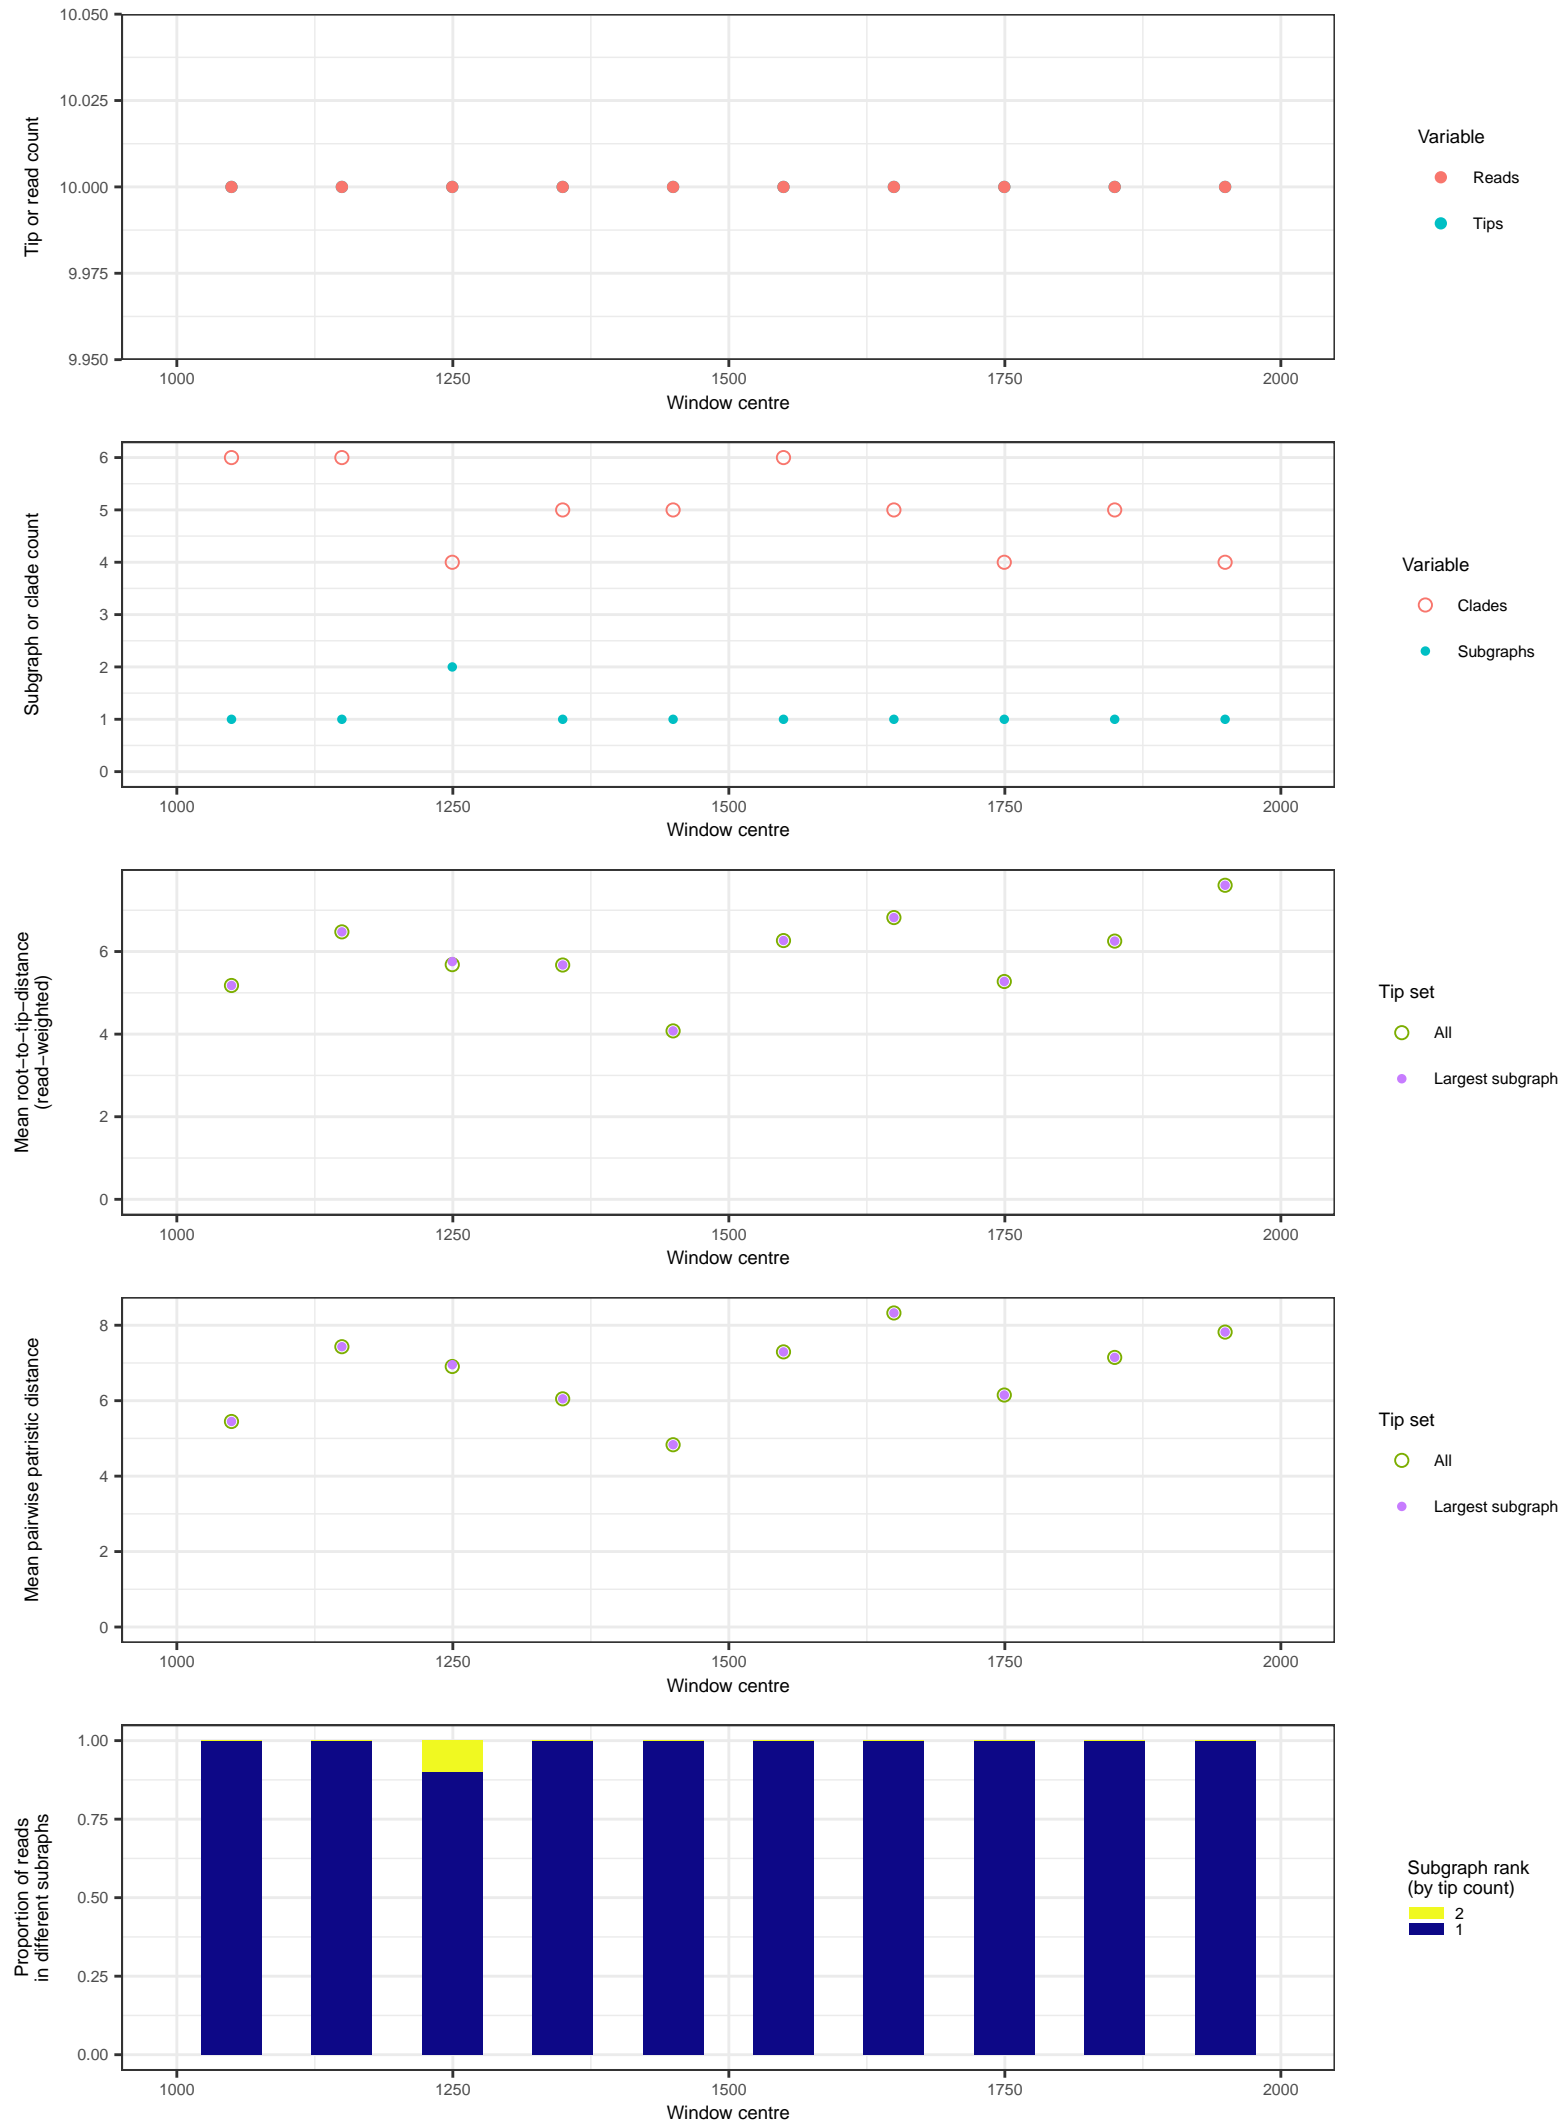 10.050
10.025
10.000
9.975
9.950
Tip or read count
1000 1250 1500 1750 2000
Window centre
Variable
Reads
Tips
6
5
4
3
2
1
0
Subgraph or clade count
1000 1250 1500 1750 2000
Window centre
Variable
Clades
Subgraphs
6
4
2
0
Mean root−to−tip−distance
(read−weighted)
1000 1250 1500 1750 2000
Window centre
Tip set
All
Largest subgraph
8
6
4
2
0
Mean pairwise patristic distance
1000 1250 1500 1750 2000
Window centre
Tip set
All
Largest subgraph
1.00
0.75
0.50
0.25
0.00
Proportion of reads
in different subraphs
1000 1250 1500 1750 2000
Window centre
Subgraph rank
(by tip count)
2
1